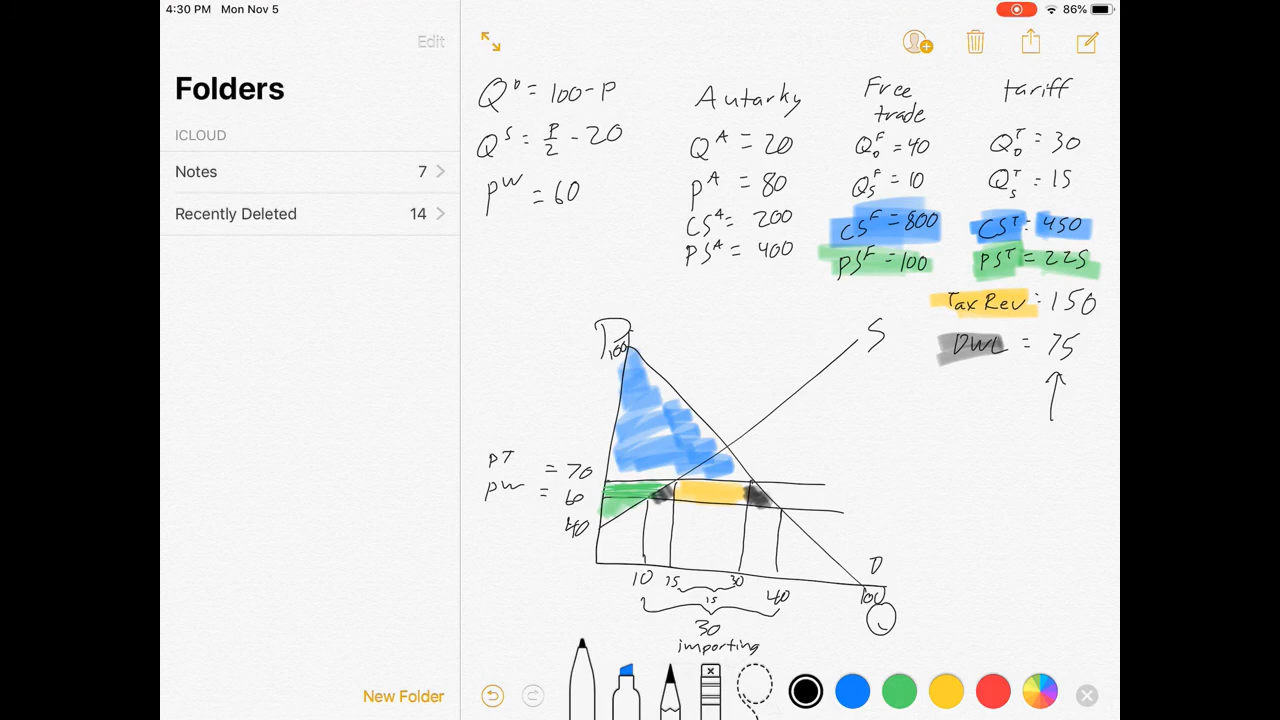 4:30 PM Mon Nov 5
86%
Edit
Folders
ICLOUD
Notes 7
Recently Deleted 14
New Folder
Q^D = 100 - P
Q^S = P/2 - 20
P^W = 60
Autarky
Q^A = 20
P^A = 80
CS^A = 200
PS^A = 400
Free
trade
Q_D^F = 40
Q_S^F = 10
CS^F = 800
PS^F = 100
tariff
Q_D^T = 30
Q_S^T = 15
CS^T = 450
PS^T = 225
Tax Rev = 150
DWL = 75
P
100
S
PT = 70
PW = 60
40
D
10 15 30 40 100
15
30
importing